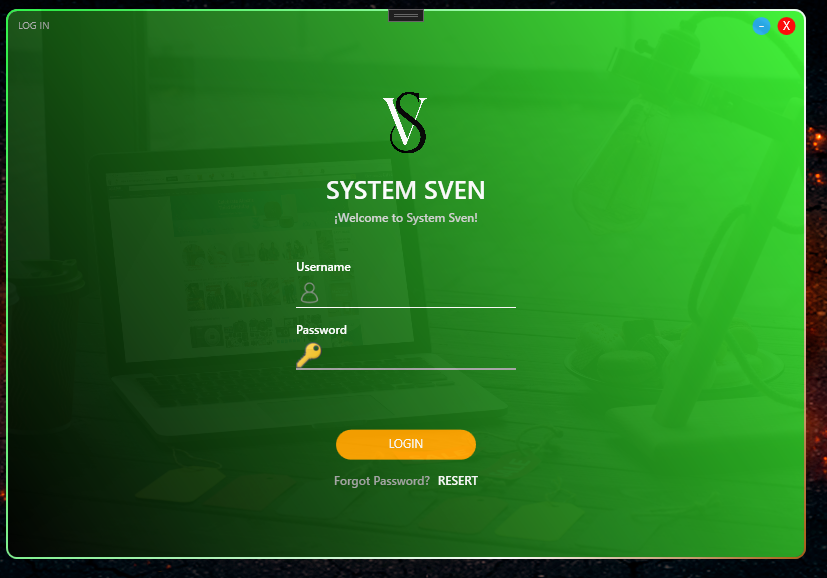 LOG IN
- X
VS
SYSTEM SVEN
¡Welcome to System Sven!
Username
Password
LOGIN
Forgot Password? RESERT